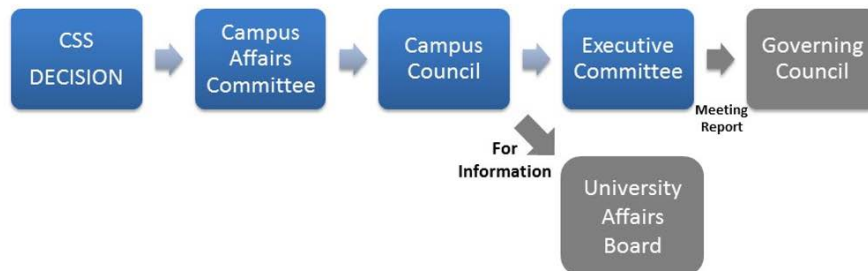 CSS
DECISION
Campus
Affairs
Committee
Campus
Council
Executive
Committee
Governing
Council
Meeting
Report
For
Information
University
Affairs
Board